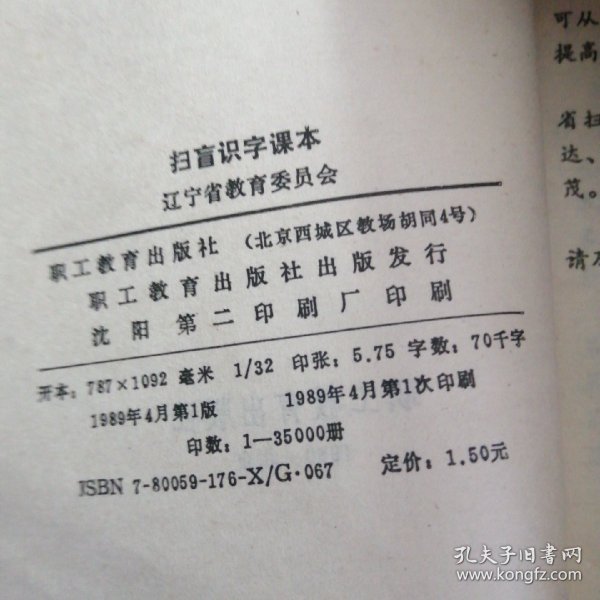 扫盲识字课本
辽宁省教育委员会
职工教育出版社 (北京西城区教场胡同4号)
职工教育出版社出版发行
沈阳第二印刷厂印刷
开本: 787×1092 毫米 1/32 印张: 5.75 字数: 70千字
1989年4月第1版 1989年4月第1次印刷
印数: 1—35000册
ISBN 7-80059-176-X/G·067 定价: 1.50元
可从
提高
省扫
达、
茂。
孔夫子旧书网
www.kongfz.com